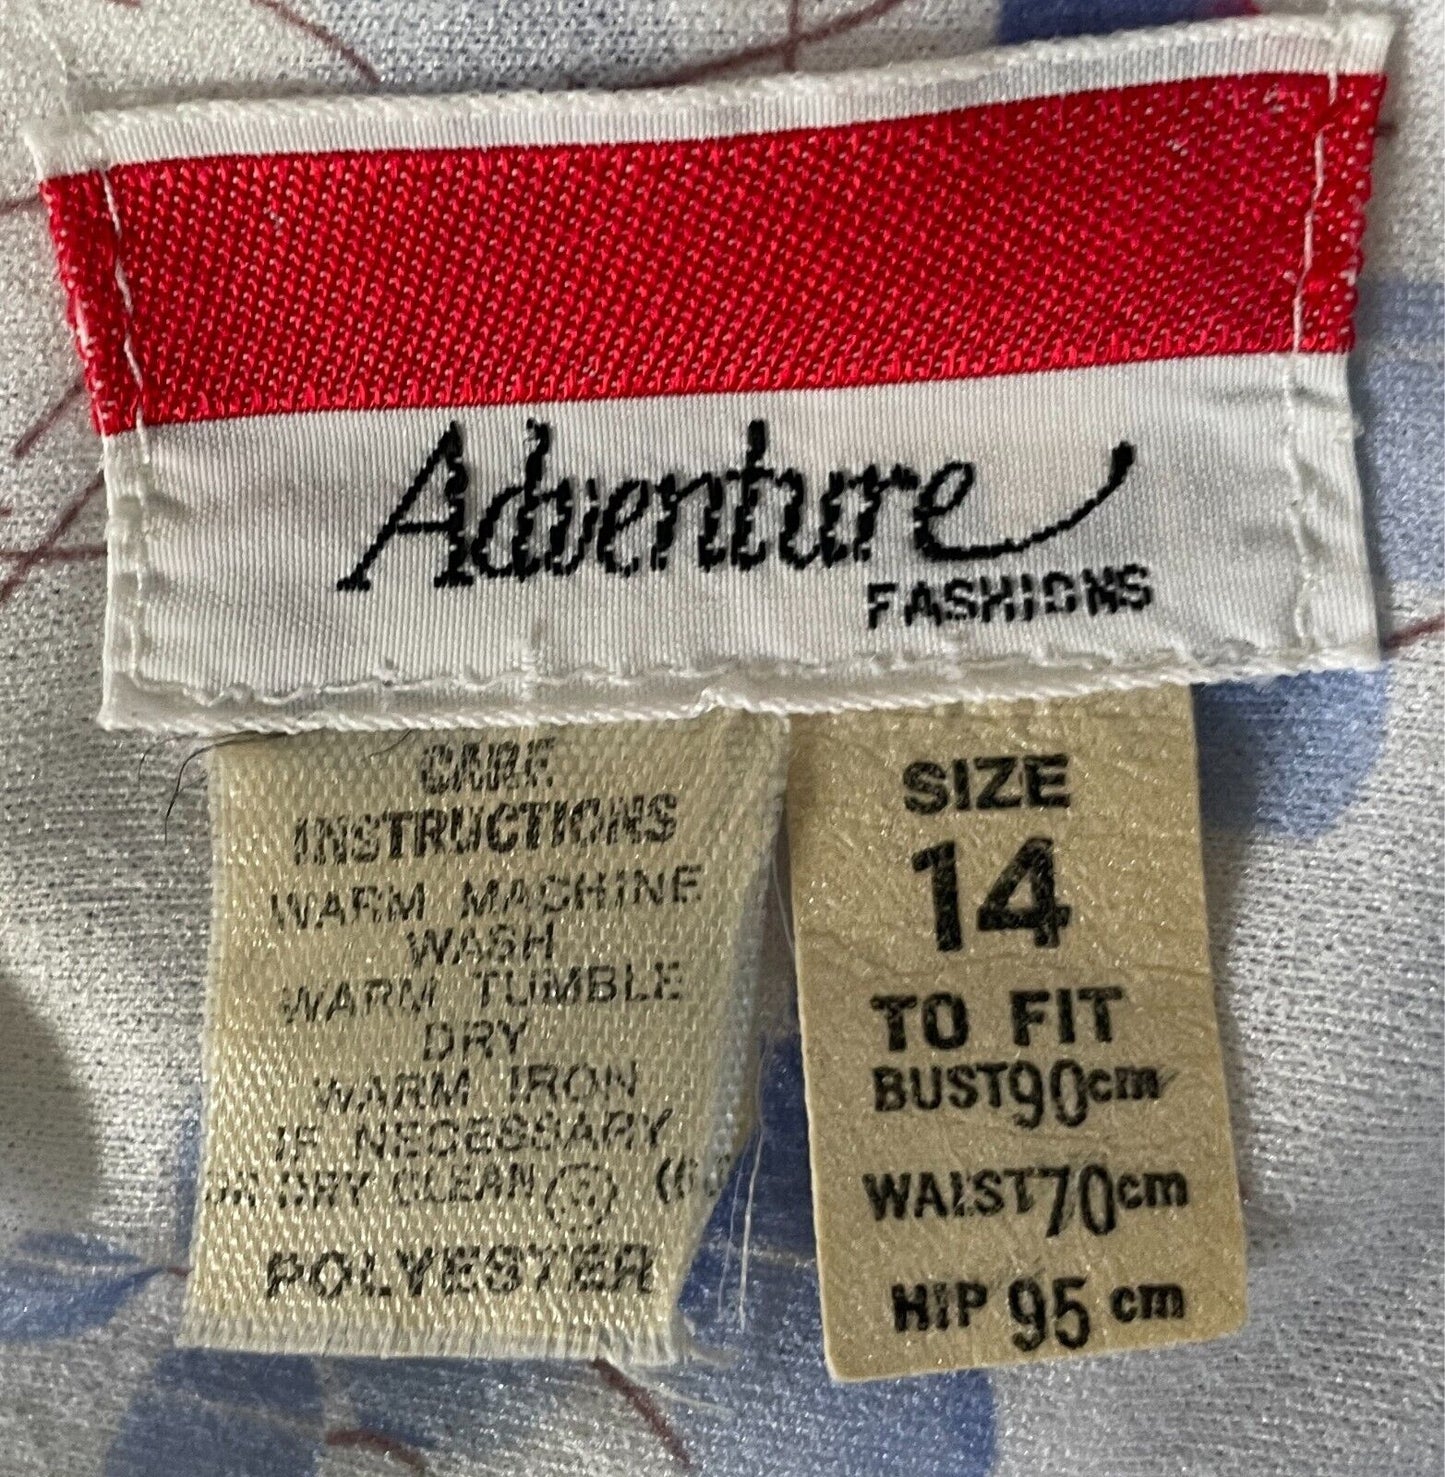 Adventure
FASHIONS
CARE
INSTRUCTIONS
WARM MACHINE
WASH
WARM TUMBLE
DRY
WARM IRON
IF NECESSARY
OR DRY CLEAN
POLYESTER
SIZE
14
TO FIT
BUST 90cm
WAIST 70cm
HIP 95 cm